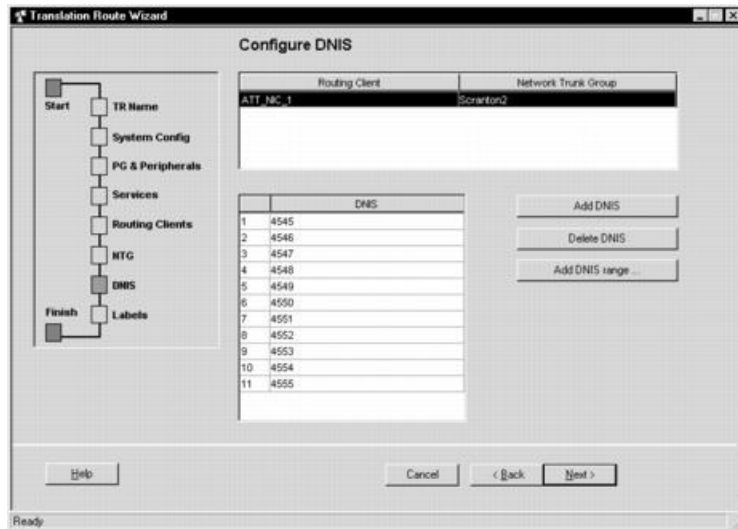 Translation Route Wizard
Configure DNIS
Start
TR Name
System Config
PG & Peripherals
Services
Routing Clients
NTG
DNIS
Labels
Finish
Routing Client Network Trunk Group
ATT_NIC_1 Scranton2
DNIS
1 4545
2 4546
3 4547
4 4548
5 4549
6 4550
7 4551
8 4552
9 4553
10 4554
11 4555
Add DNIS
Delete DNIS
Add DNIS range ...
Help
Cancel
< Back
Next >
Ready